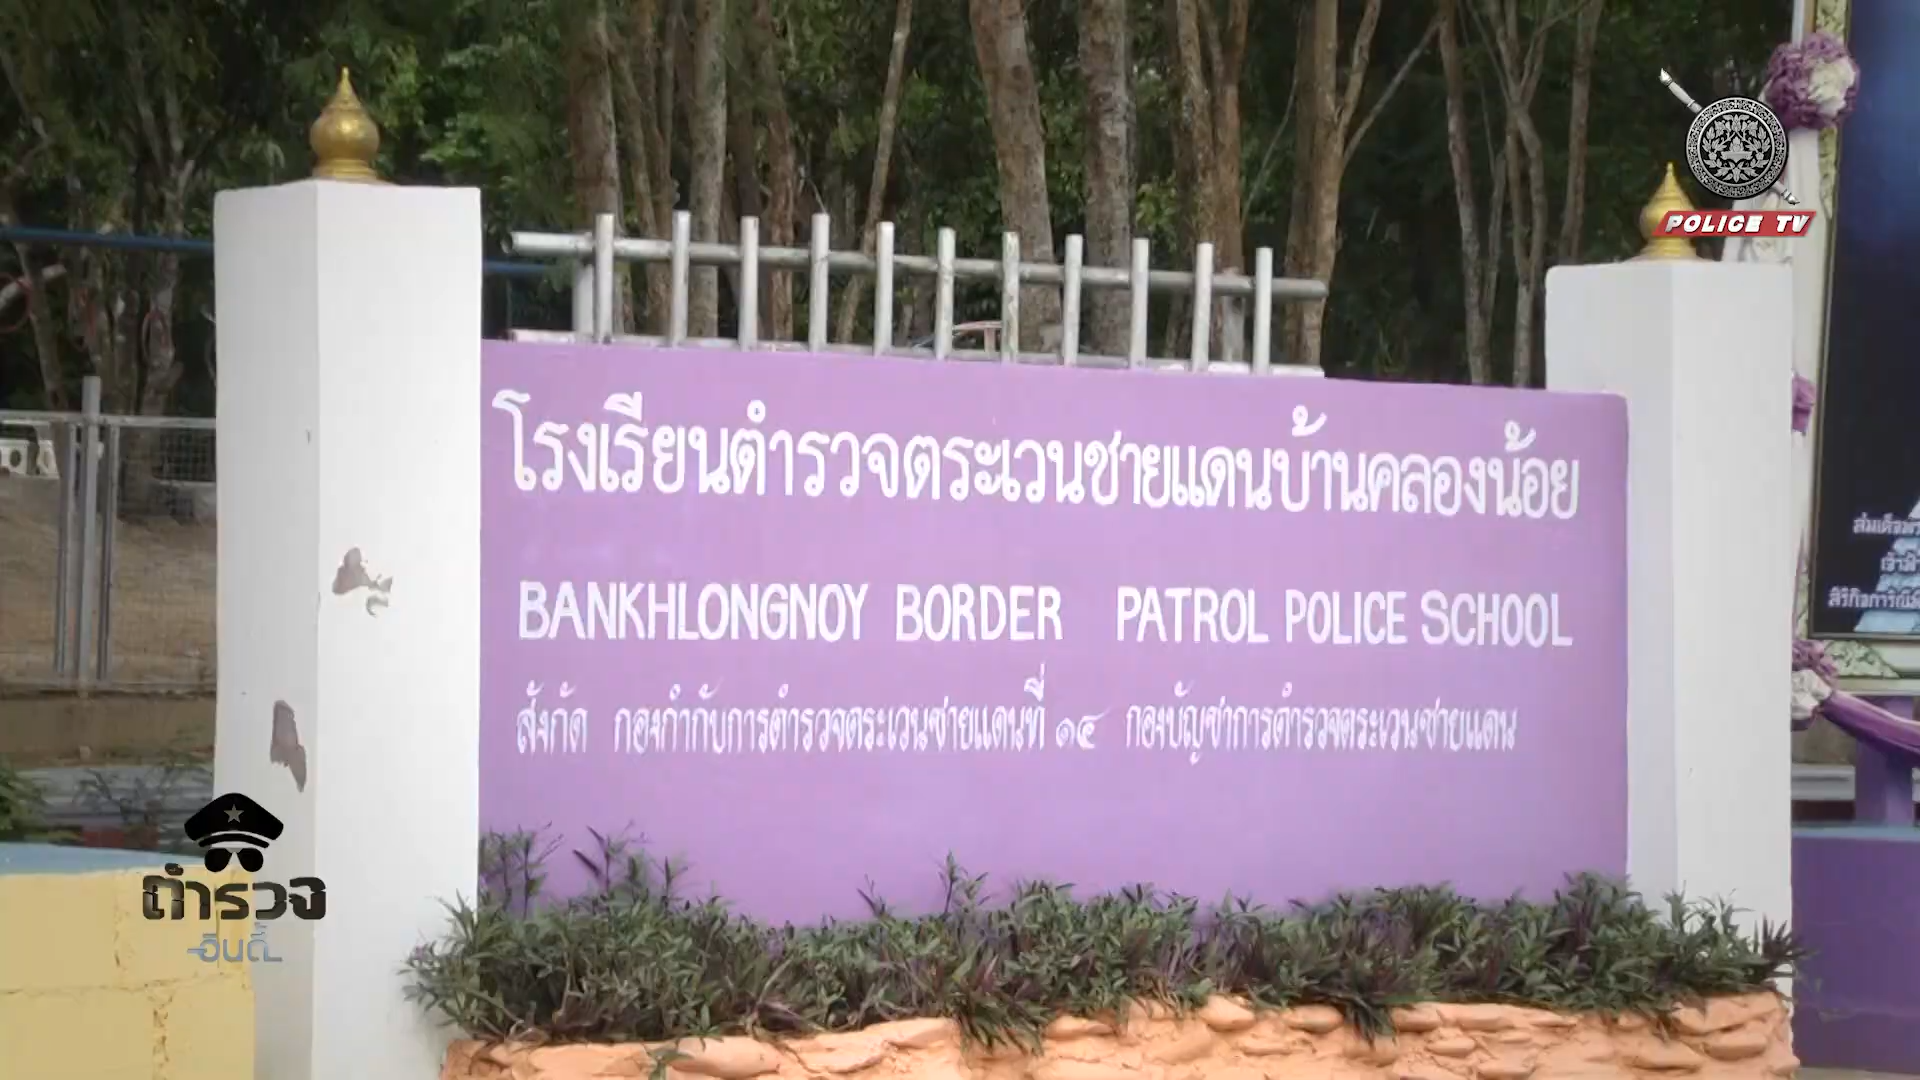 POLICE TV
โรงเรียนตำรวจตระเวนชายแดนบ้านคลองน้อย
BANKHLONGNOY BORDER PATROL POLICE SCHOOL
สังกัด กองกำกับการตำรวจตระเวนชายแดนที่ ๑๔ กองบัญชาการตำรวจตระเวนชายแดน
ตำรวจ
อินดี้